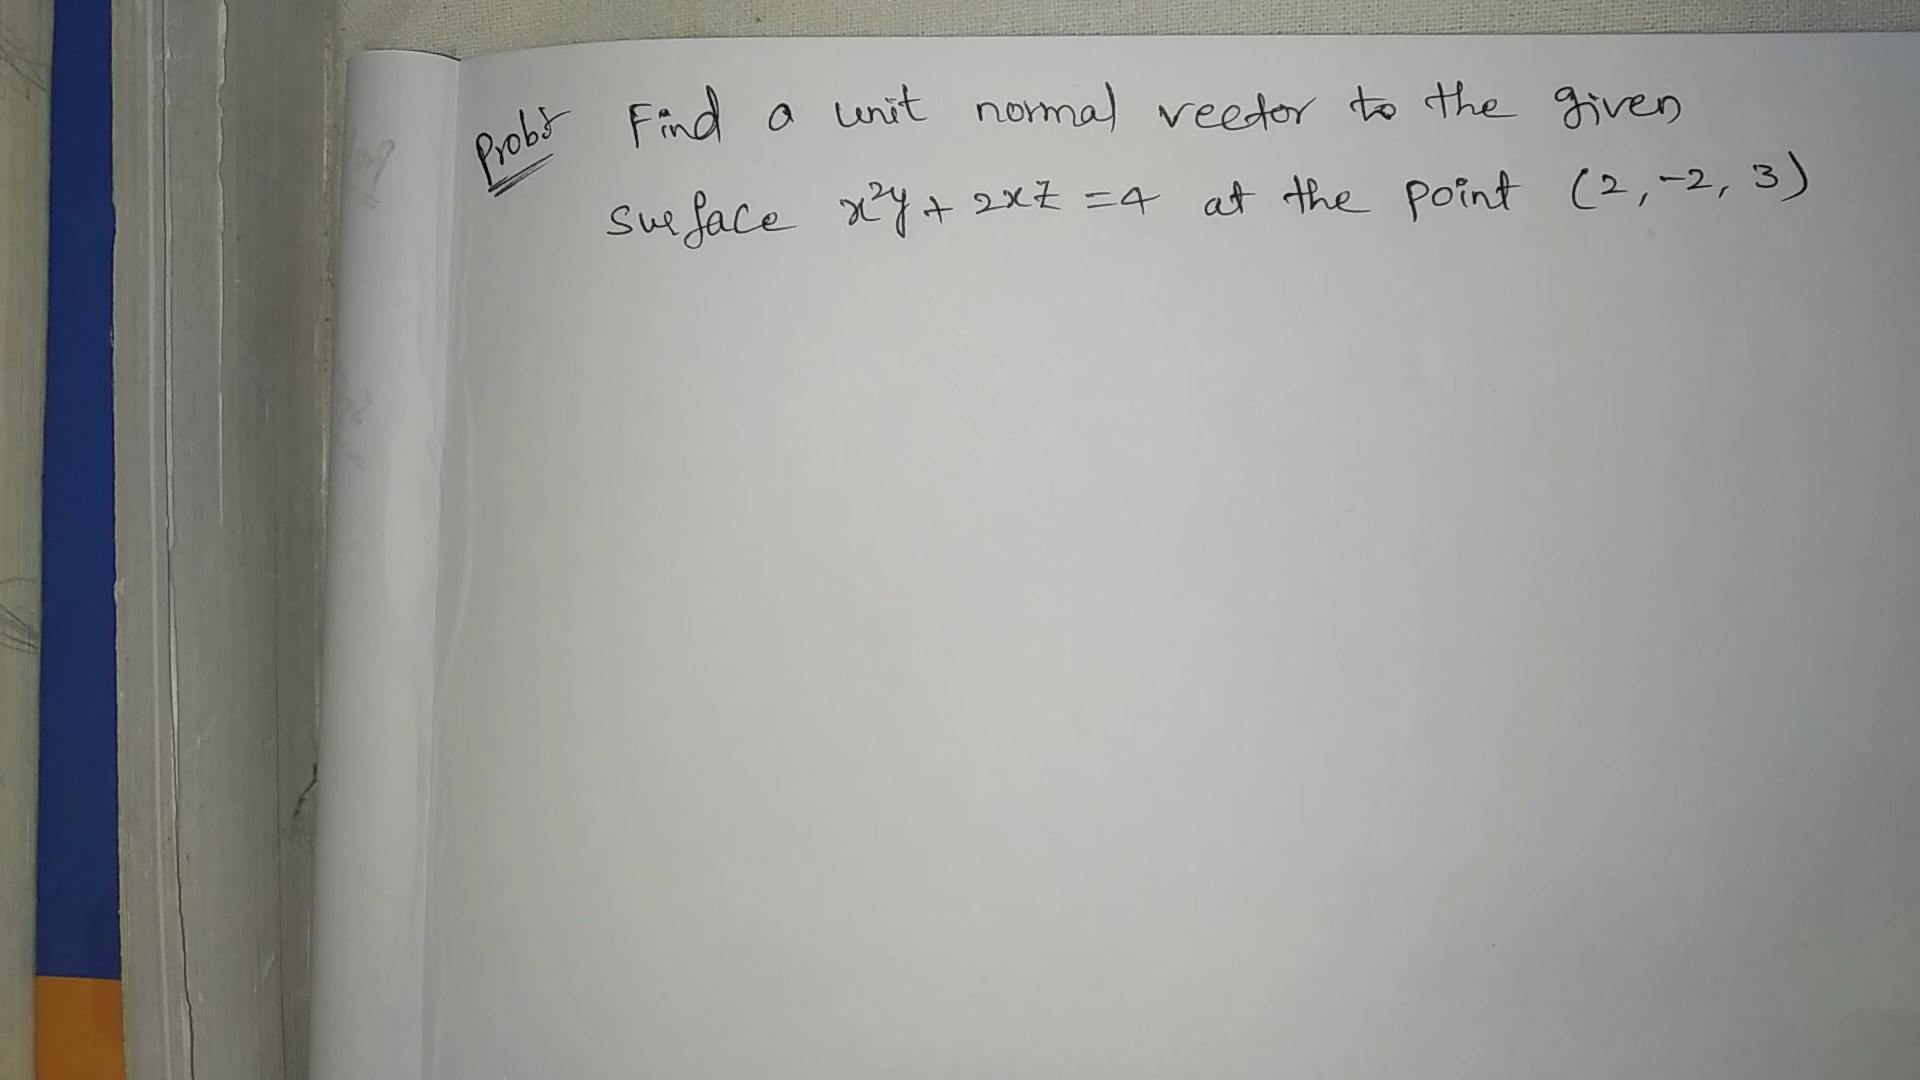 Prob:- Find a unit normal vector to the given
surface x²y + 2xz = 4 at the point (2, -2, 3)